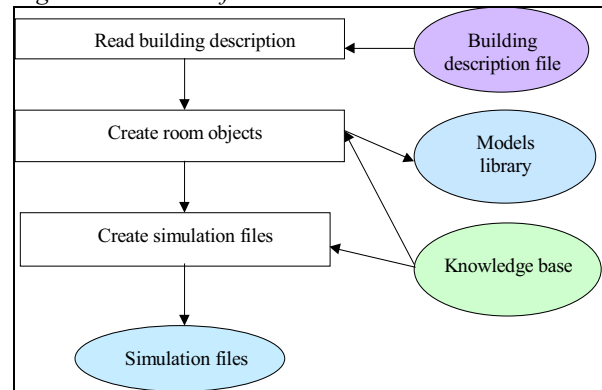 Read building description
Building
description file
Create room objects
Models
library
Create simulation files
Knowledge base
Simulation files